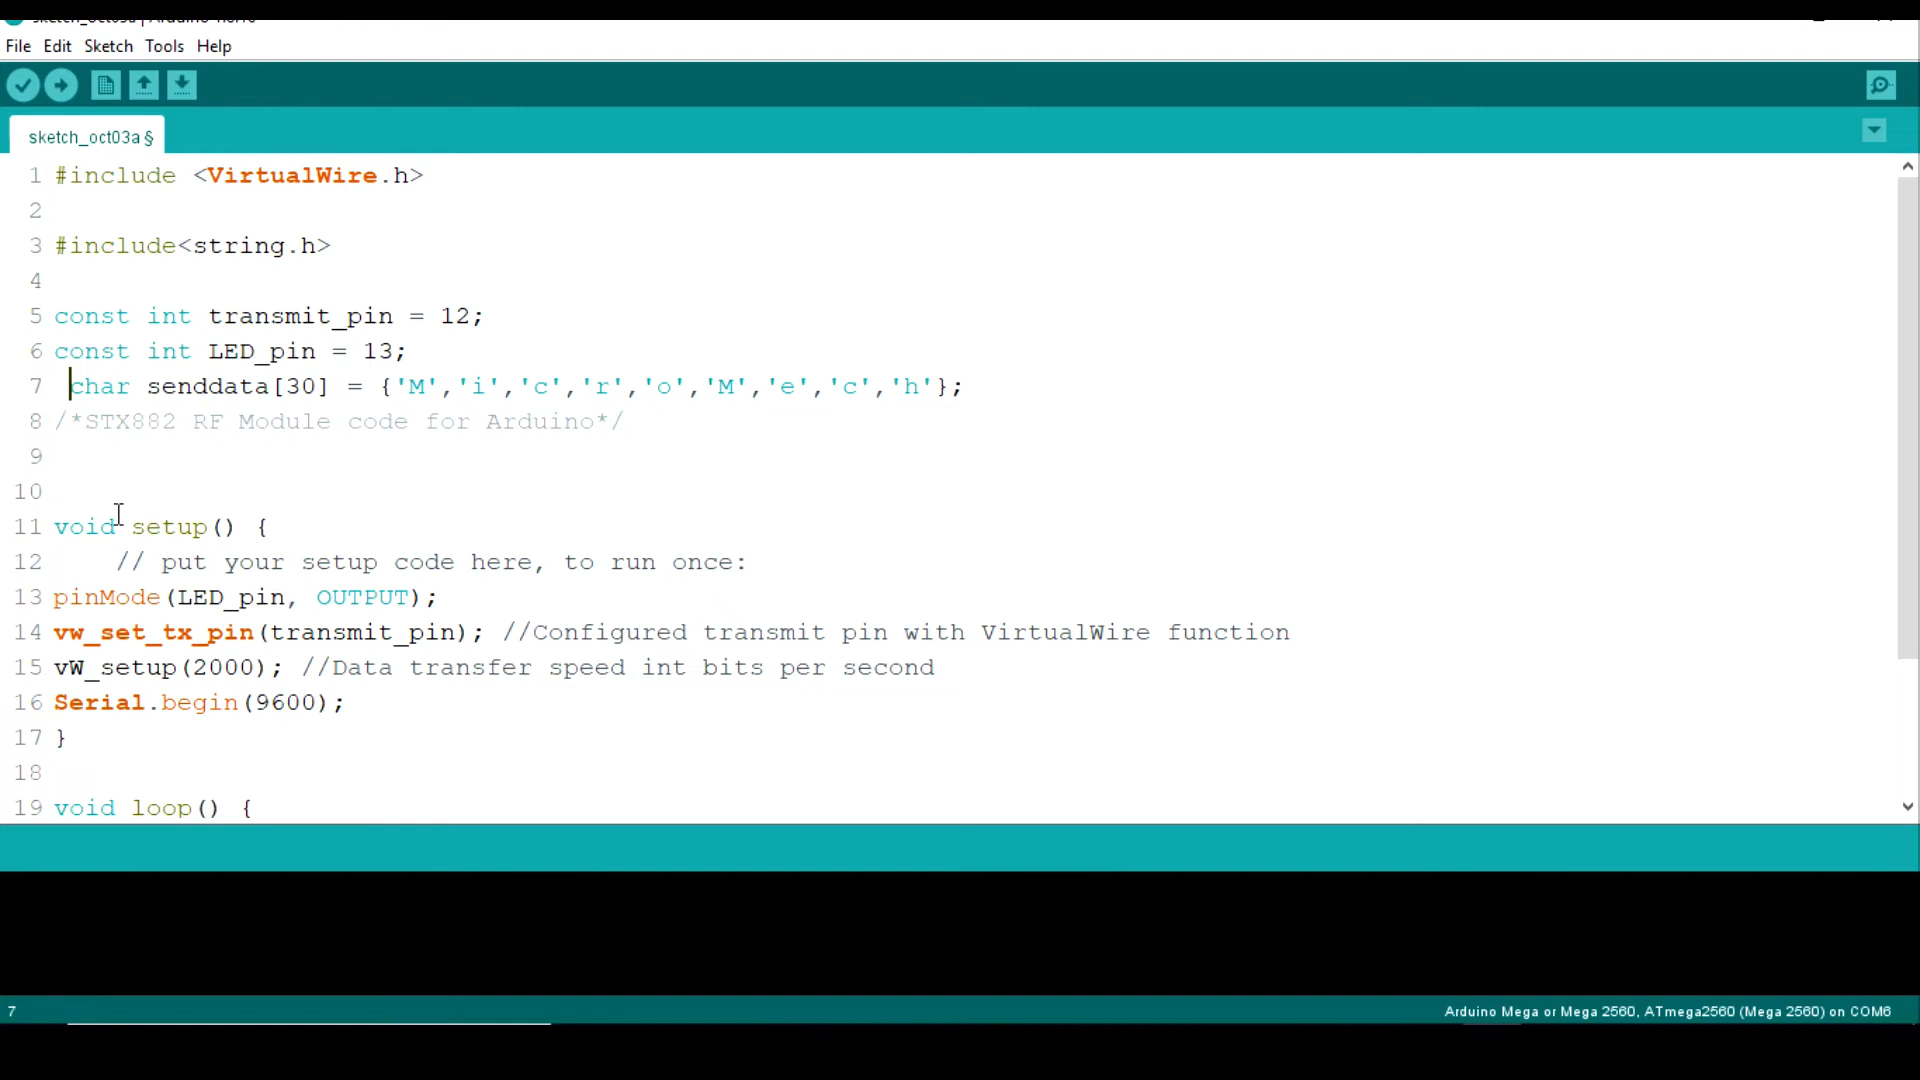 File Edit Sketch Tools Help
sketch_oct03a §
1 #include <VirtualWire.h>
2
3 #include<string.h>
4
5 const int transmit_pin = 12;
6 const int LED_pin = 13;
7 char senddata[30] = {'M','i','c','r','o','M','e','c','h'};
8 /*STX882 RF Module code for Arduino*/
9
10
11 void setup() {
12 // put your setup code here, to run once:
13 pinMode(LED_pin, OUTPUT);
14 vw_set_tx_pin(transmit_pin); //Configured transmit pin with VirtualWire function
15 vW_setup(2000); //Data transfer speed int bits per second
16 Serial.begin(9600);
17 }
18
19 void loop() {
7
Arduino Mega or Mega 2560, ATmega2560 (Mega 2560) on COM6